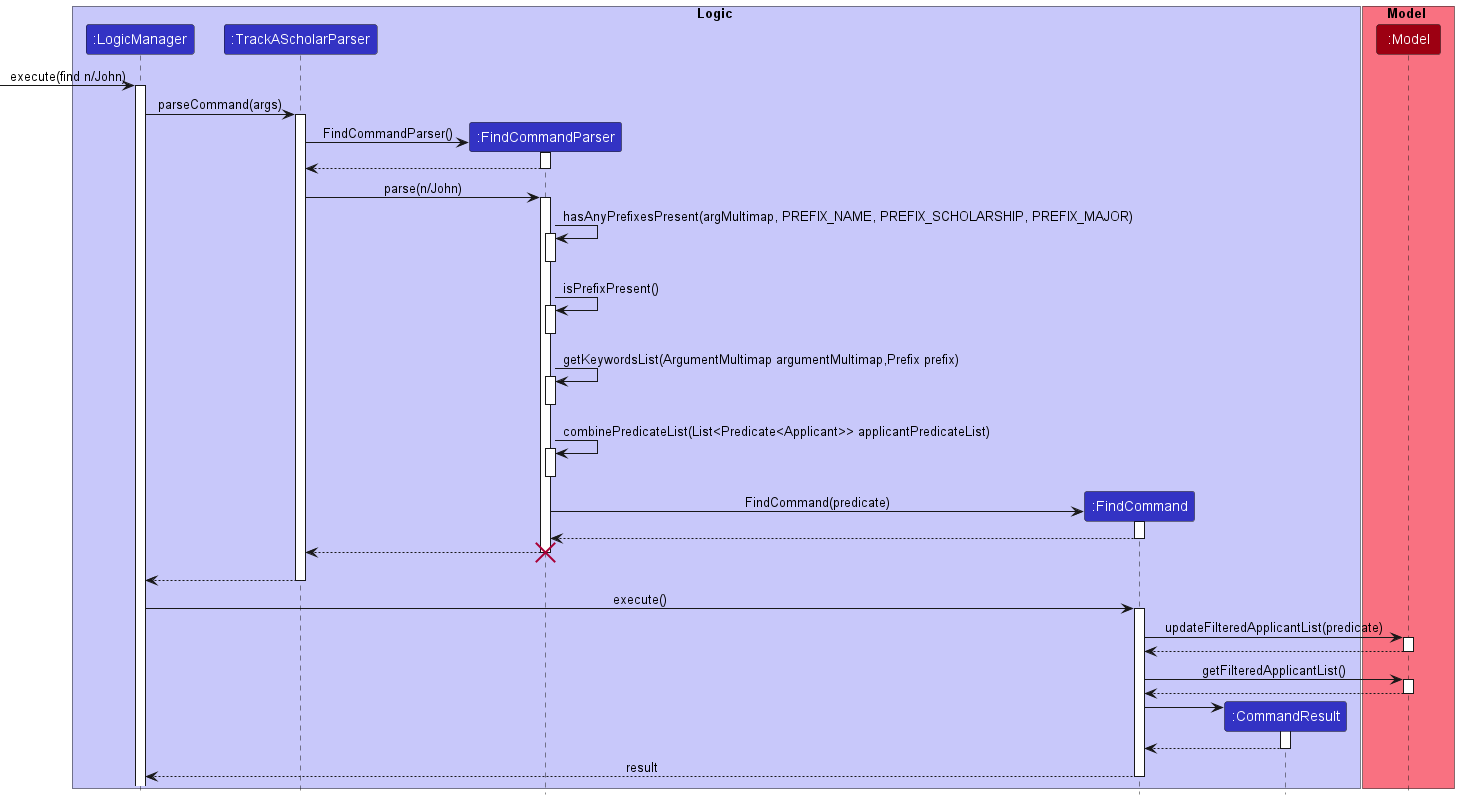 Logic
Model
:LogicManager
:TrackAScholarParser
:Model
execute(find n/John)
parseCommand(args)
FindCommandParser()
:FindCommandParser
parse(n/John)
hasAnyPrefixesPresent(argMultimap, PREFIX_NAME, PREFIX_SCHOLARSHIP, PREFIX_MAJOR)
isPrefixPresent()
getKeywordsList(ArgumentMultimap argumentMultimap,Prefix prefix)
combinePredicateList(List<Predicate<Applicant>> applicantPredicateList)
FindCommand(predicate)
:FindCommand
execute()
updateFilteredApplicantList(predicate)
getFilteredApplicantList()
:CommandResult
result